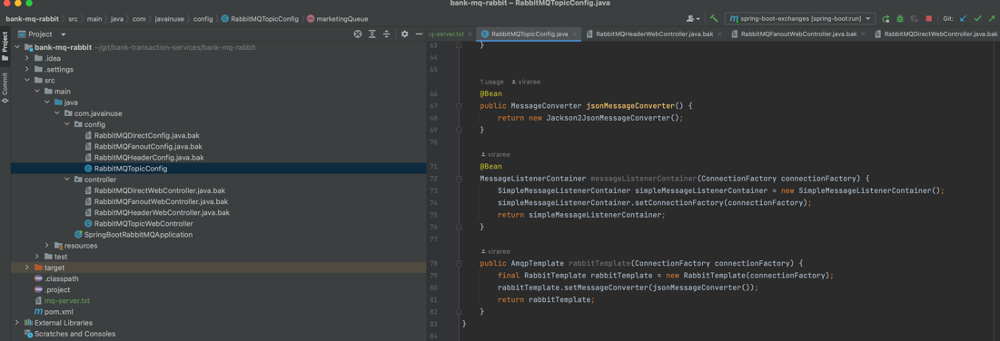 bank-mq-rabbit – RabbitMQTopicConfig.java
bank-mq-rabbit > src > main > java > com > javainuse > config > RabbitMQTopicConfig > marketingQueue
spring-boot-exchanges [spring-boot:run]
Git:
Project
Commit
Project
mq-server.txt
RabbitMQTopicConfig.java
RabbitMQHeaderWebController.java.bak
RabbitMQFanoutWebController.java.bak
RabbitMQDirectWebController.java.bak
bank-mq-rabbit ~/git/bank-transaction-services/bank-mq-rabbit
.idea
.settings
src
main
java
com.javainuse
config
RabbitMQDirectConfig.java.bak
RabbitMQFanoutConfig.java.bak
RabbitMQHeaderConfig.java.bak
RabbitMQTopicConfig
controller
RabbitMQDirectWebController.java.bak
RabbitMQFanoutWebController.java.bak
RabbitMQHeaderWebController.java.bak
RabbitMQTopicWebController
SpringBootRabbitMQApplication
resources
test
target
.classpath
.project
mq-server.txt
pom.xml
External Libraries
Scratches and Consoles
63 }
64
65
1 usage viraree
66 @Bean
67 public MessageConverter jsonMessageConverter() {
68 return new Jackson2JsonMessageConverter();
69 }
70
viraree
71 @Bean
72 MessageListenerContainer messageListenerContainer(ConnectionFactory connectionFactory) {
73 SimpleMessageListenerContainer simpleMessageListenerContainer = new SimpleMessageListenerContainer();
74 simpleMessageListenerContainer.setConnectionFactory(connectionFactory);
75 return simpleMessageListenerContainer;
76 }
77
viraree
78 public AmqpTemplate rabbitTemplate(ConnectionFactory connectionFactory) {
79 final RabbitTemplate rabbitTemplate = new RabbitTemplate(connectionFactory);
80 rabbitTemplate.setMessageConverter(jsonMessageConverter());
81 return rabbitTemplate;
82 }
83 }
84